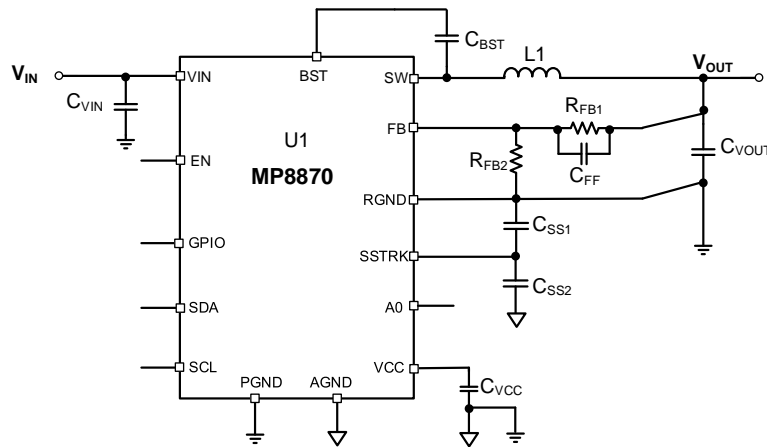 CBST
L1
VIN
VOUT
VIN
BST
SW
CVIN
RFB1
FB
U1
MP8870
RFB2
CFF
CVOUT
EN
RGND
CSS1
GPIO
SSTRK
CSS2
SDA
A0
SCL
VCC
PGND
AGND
CVCC